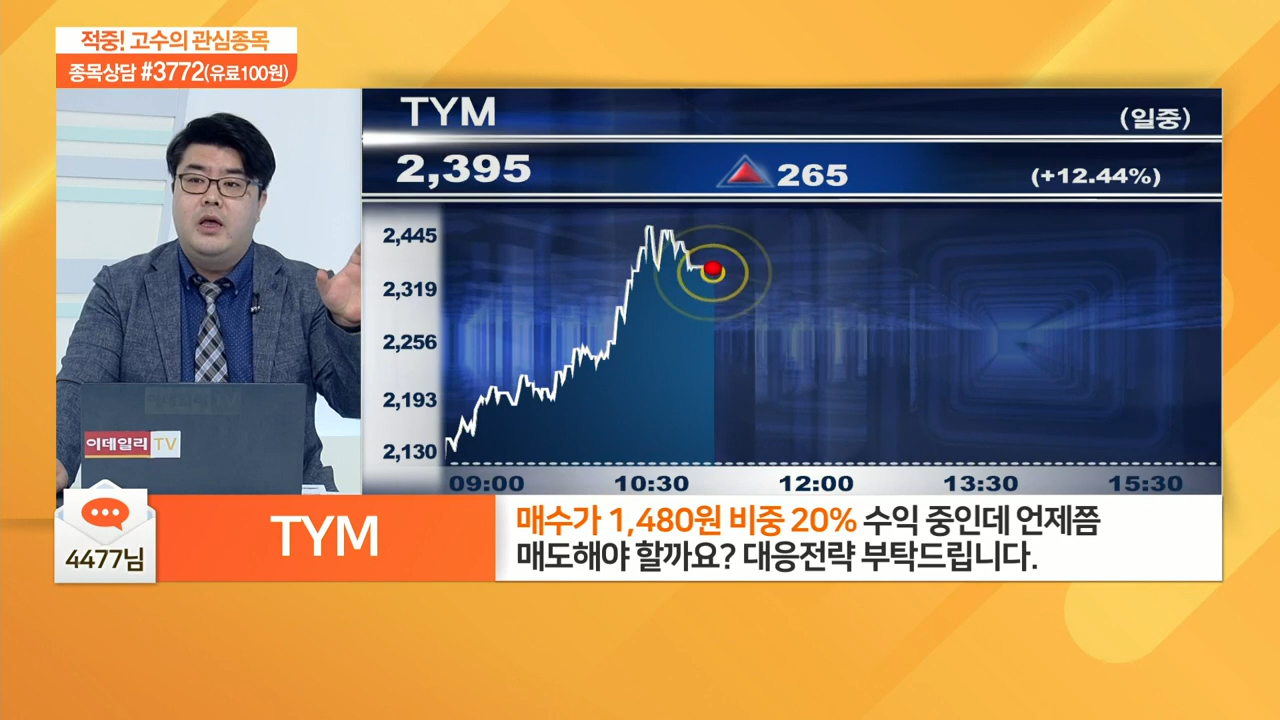 적중! 고수의 관심종목
종목상담 #3772(유료100원)
TYM
(일중)
2,395
265
(+12.44%)
2,445
2,319
2,256
2,193
2,130
09:00 10:30 12:00 13:30 15:30
이데일리TV
4477님
TYM
매수가 1,480원 비중 20% 수익 중인데 언제쯤
매도해야 할까요? 대응전략 부탁드립니다.